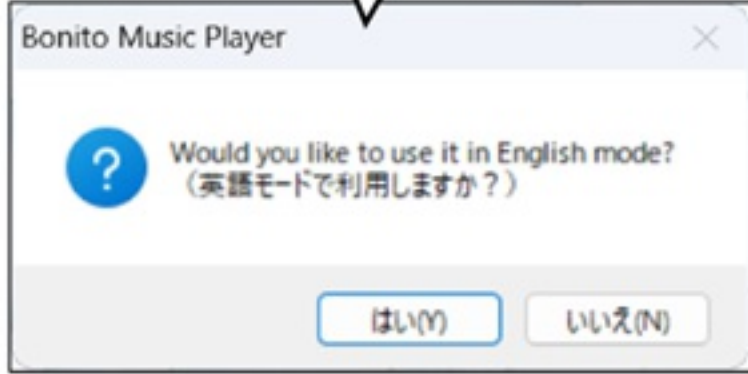 Bonito Music Player
Would you like to use it in English mode?
（英語モードで利用しますか？）
はい(Y)
いいえ(N)